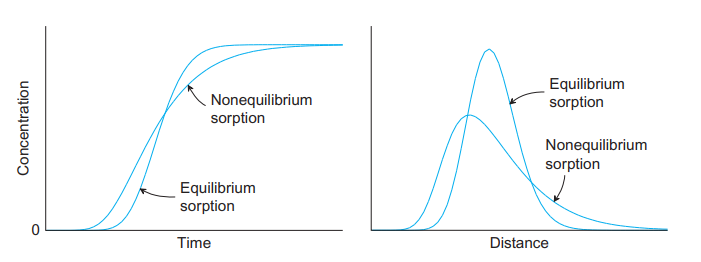 Concentration
0
Nonequilibrium
sorption
Equilibrium
sorption
Time
Equilibrium
sorption
Nonequilibrium
sorption
Distance